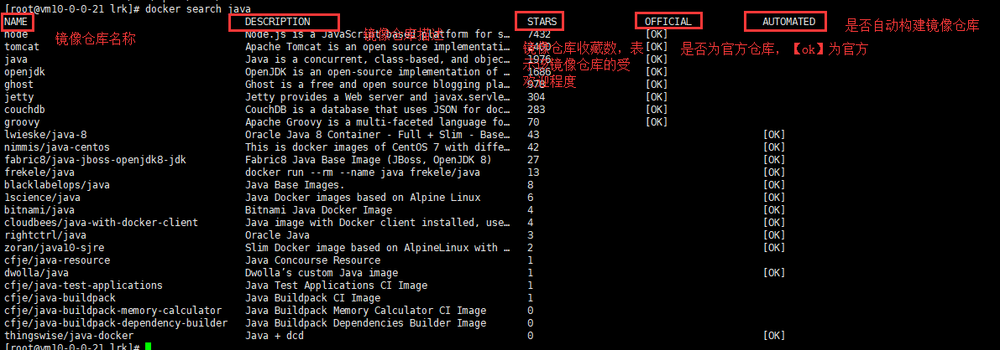 [root@vm10-0-0-21 lrk]# docker search java
NAME DESCRIPTION STARS OFFICIAL AUTOMATED
是否自动构建镜像仓库
镜像仓库名称
镜像仓库描述
node Node.js is a JavaScript-based platform for s… 7432 [OK]
镜像仓库收藏数，表示该镜像仓库的受欢迎程度
是否为官方仓库，【ok】为官方
tomcat Apache Tomcat is an open source implementati… [OK]
java Java is a concurrent, class-based, and objec… 1976 [OK]
openjdk OpenJDK is an open-source implementation of … 1686 [OK]
ghost Ghost is a free and open source blogging pla… 978 [OK]
jetty Jetty provides a Web server and javax.servle… 304 [OK]
couchdb CouchDB is a database that uses JSON for doc… 283 [OK]
groovy Apache Groovy is a multi-faceted language fo… 70 [OK]
lwieske/java-8 Oracle Java 8 Container - Full + Slim - Base… 43 [OK]
nimmis/java-centos This is docker images of CentOS 7 with diffe… 42 [OK]
fabric8/java-jboss-openjdk8-jdk Fabric8 Java Base Image (JBoss, OpenJDK 8) 27 [OK]
frekele/java docker run --rm --name java frekele/java 13 [OK]
blacklabelops/java Java Base Images. 8 [OK]
1science/java Java Docker images based on Alpine Linux 6 [OK]
bitnami/java Bitnami Java Docker Image 4 [OK]
cloudbees/java-with-docker-client Java image with Docker client installed, use… 4 [OK]
rightctrl/java Oracle Java 3 [OK]
zoran/java10-sjre Slim Docker image based on AlpineLinux with … 2 [OK]
cfje/java-resource Java Concourse Resource 1
dwolla/java Dwolla’s custom Java image 1 [OK]
cfje/java-test-applications Java Test Applications CI Image 1
cfje/java-buildpack Java Buildpack CI Image 1
cfje/java-buildpack-memory-calculator Java Buildpack Memory Calculator CI Image 0
cfje/java-buildpack-dependency-builder Java Buildpack Dependencies Builder Image 0
thingswise/java-docker Java + dcd 0 [OK]
[root@vm10-0-0-21 lrk]#